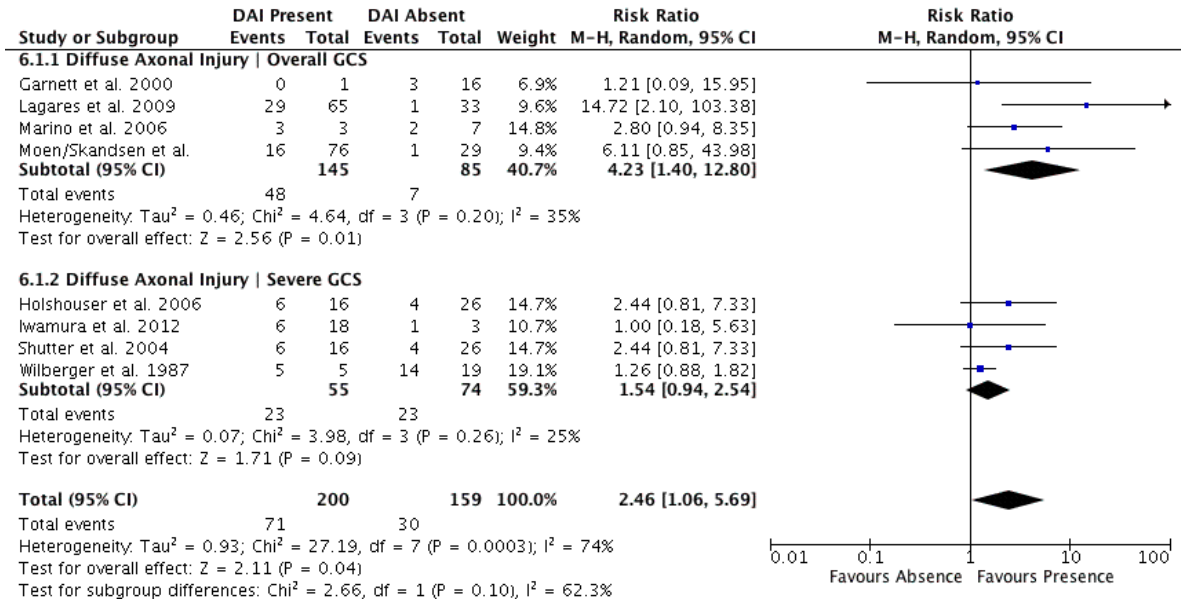 DAI Present DAI Absent Risk Ratio Risk Ratio
Study or Subgroup Events Total Events Total Weight M-H, Random, 95% CI M-H, Random, 95% CI
6.1.1 Diffuse Axonal Injury | Overall GCS
Garnett et al. 2000 0 1 3 16 6.9% 1.21 [0.09, 15.95]
Lagares et al. 2009 29 65 1 33 9.6% 14.72 [2.10, 103.38]
Marino et al. 2006 3 3 2 7 14.8% 2.80 [0.94, 8.35]
Moen/Skandsen et al. 16 76 1 29 9.4% 6.11 [0.85, 43.98]
Subtotal (95% CI) 145 85 40.7% 4.23 [1.40, 12.80]
Total events 48 7
Heterogeneity: Tau² = 0.46; Chi² = 4.64, df = 3 (P = 0.20); I² = 35%
Test for overall effect: Z = 2.56 (P = 0.01)
6.1.2 Diffuse Axonal Injury | Severe GCS
Holshouser et al. 2006 6 16 4 26 14.7% 2.44 [0.81, 7.33]
Iwamura et al. 2012 6 18 1 3 10.7% 1.00 [0.18, 5.63]
Shutter et al. 2004 6 16 4 26 14.7% 2.44 [0.81, 7.33]
Wilberger et al. 1987 5 5 14 19 19.1% 1.26 [0.88, 1.82]
Subtotal (95% CI) 55 74 59.3% 1.54 [0.94, 2.54]
Total events 23 23
Heterogeneity: Tau² = 0.07; Chi² = 3.98, df = 3 (P = 0.26); I² = 25%
Test for overall effect: Z = 1.71 (P = 0.09)
Total (95% CI) 200 159 100.0% 2.46 [1.06, 5.69]
Total events 71 30
Heterogeneity: Tau² = 0.93; Chi² = 27.19, df = 7 (P = 0.0003); I² = 74%
Test for overall effect: Z = 2.11 (P = 0.04)
Test for subgroup differences: Chi² = 2.66, df = 1 (P = 0.10), I² = 62.3%
0.01 0.1 1 10 100
Favours Absence Favours Presence